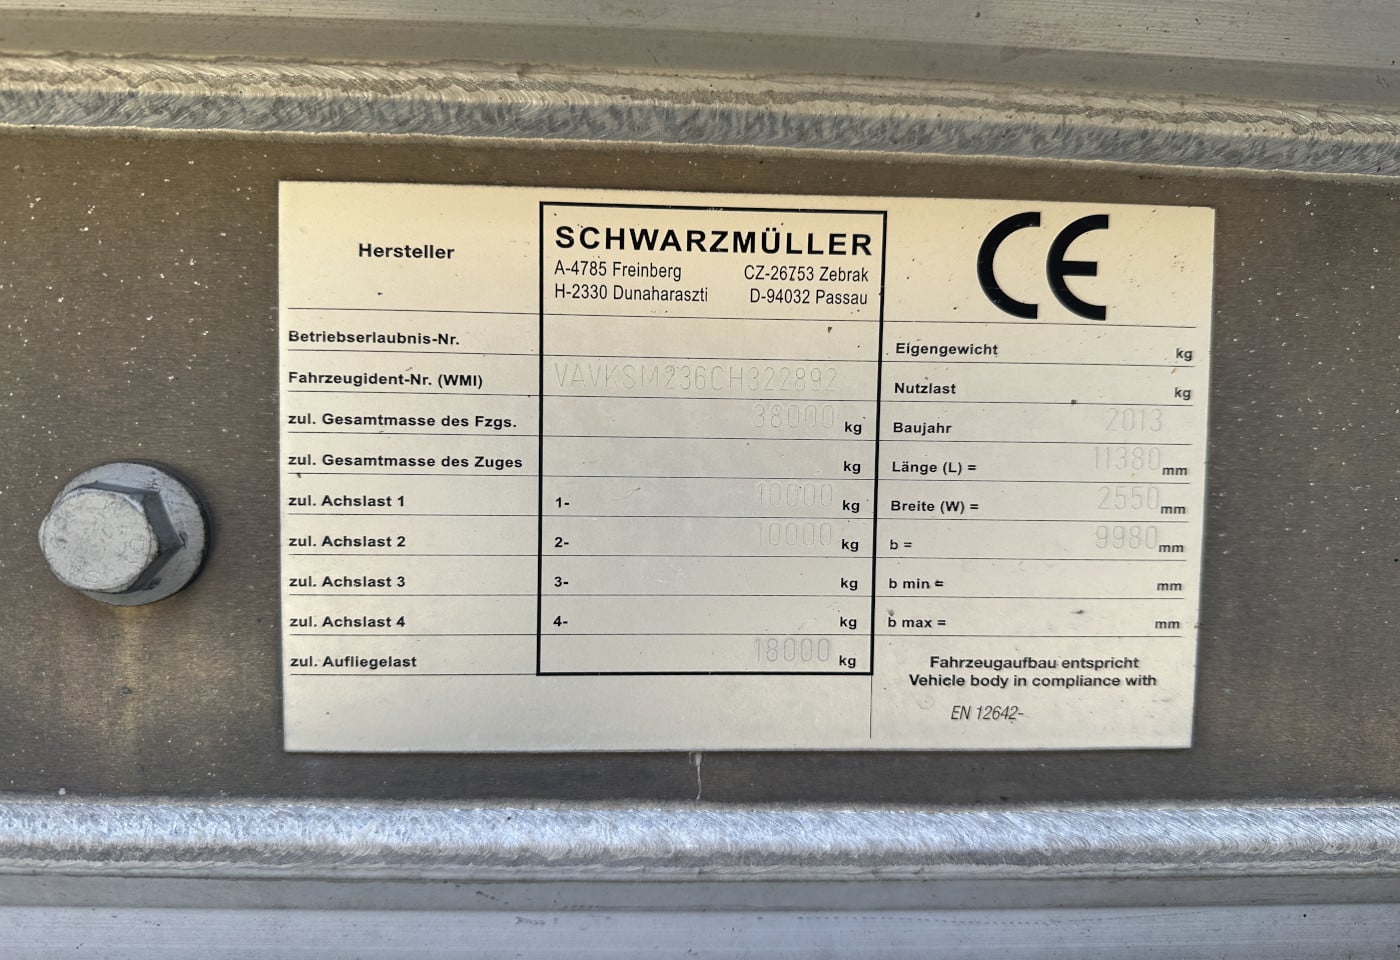 Hersteller
SCHWARZMÜLLER
A-4785 Freinberg CZ-26753 Zebrak
H-2330 Dunaharaszti D-94032 Passau
CE
Betriebserlaubnis-Nr.
Fahrzeugident-Nr. (WMI) VAVKSM236CH322892
zul. Gesamtmasse des Fzgs. 38000 kg
zul. Gesamtmasse des Zuges kg
zul. Achslast 1 1- 10000 kg
zul. Achslast 2 2- 10000 kg
zul. Achslast 3 3- kg
zul. Achslast 4 4- kg
zul. Aufliegelast 18000 kg
Eigengewicht kg
Nutzlast kg
Baujahr 2013
Länge (L) = 11380 mm
Breite (W) = 2550 mm
b = 9980 mm
b min = mm
b max = mm
Fahrzeugaufbau entspricht
Vehicle body in compliance with
EN 12642-